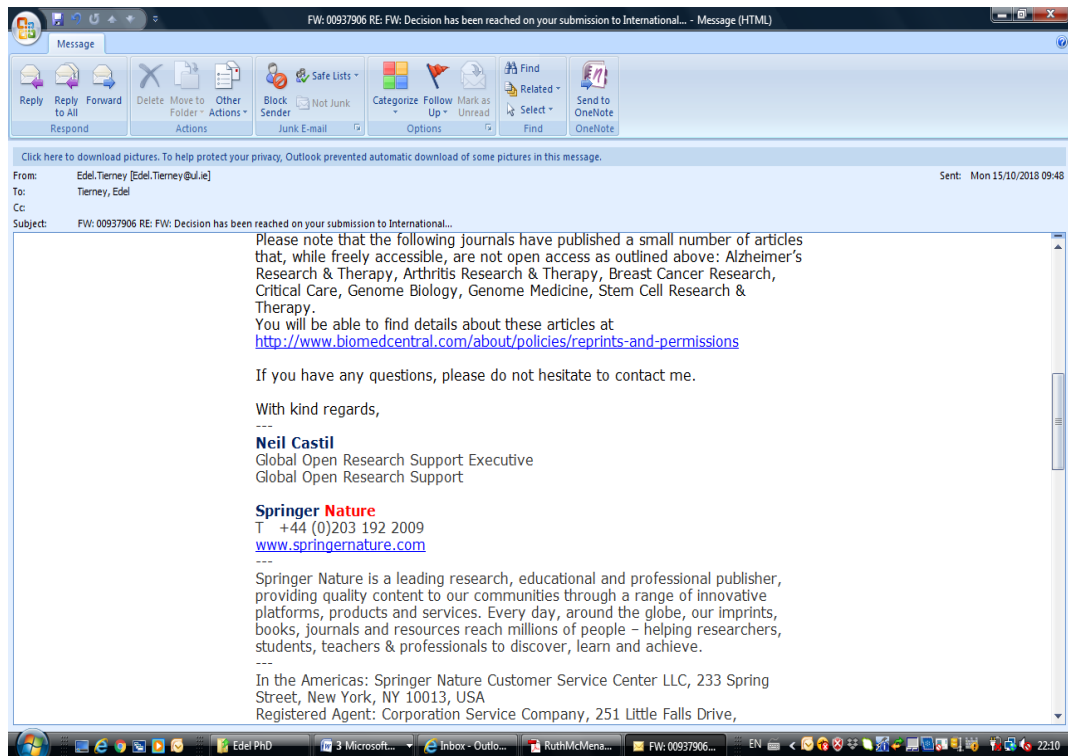 FW: 00937906 RE: FW: Decision has been reached on your submission to International... - Message (HTML)
Message
Reply
Reply to All
Forward
Delete
Move to Folder
Other Actions
Block Sender
Safe Lists
Not Junk
Categorize
Follow Up
Mark as Unread
Find
Related
Select
Send to OneNote
Respond
Actions
Junk E-mail
Options
Find
OneNote
Click here to download pictures. To help protect your privacy, Outlook prevented automatic download of some pictures in this message.
From: Edel.Tierney [Edel.Tierney@ul.ie] Sent: Mon 15/10/2018 09:48
To: Tierney, Edel
Cc:
Subject: FW: 00937906 RE: FW: Decision has been reached on your submission to International...
Please note that the following journals have published a small number of articles
that, while freely accessible, are not open access as outlined above: Alzheimer's
Research & Therapy, Arthritis Research & Therapy, Breast Cancer Research,
Critical Care, Genome Biology, Genome Medicine, Stem Cell Research &
Therapy.
You will be able to find details about these articles at
http://www.biomedcentral.com/about/policies/reprints-and-permissions
If you have any questions, please do not hesitate to contact me.
With kind regards,
---
Neil Castil
Global Open Research Support Executive
Global Open Research Support
Springer Nature
T +44 (0)203 192 2009
www.springernature.com
---
Springer Nature is a leading research, educational and professional publisher,
providing quality content to our communities through a range of innovative
platforms, products and services. Every day, around the globe, our imprints,
books, journals and resources reach millions of people – helping researchers,
students, teachers & professionals to discover, learn and achieve.
---
In the Americas: Springer Nature Customer Service Center LLC, 233 Spring
Street, New York, NY 10013, USA
Registered Agent: Corporation Service Company, 251 Little Falls Drive,
Edel PhD
3 Microsoft...
Inbox - Outlo...
RuthMcMena...
FW: 00937906...
EN
22:10